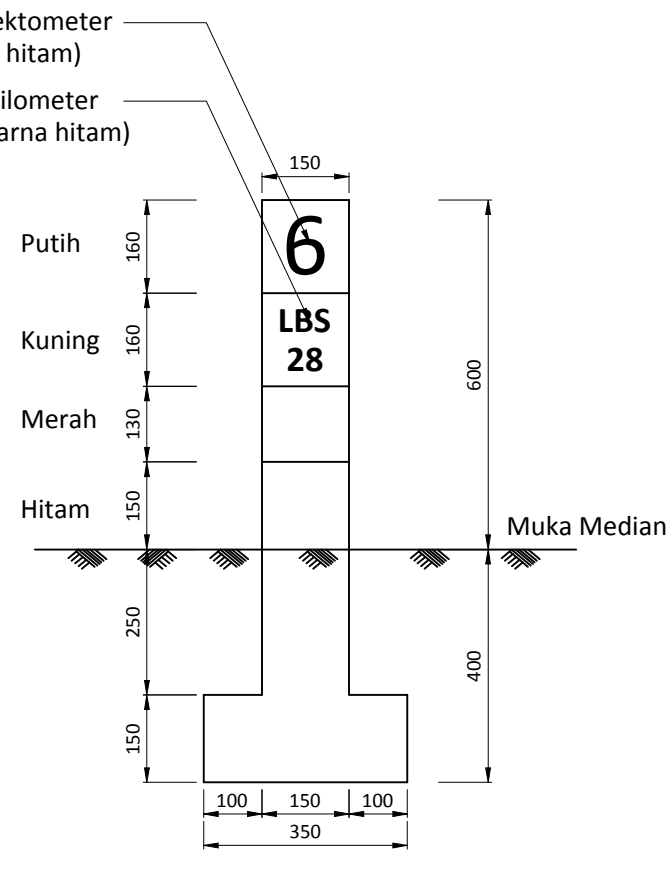 ektometer
hitam)
ilometer
arna hitam)
150
Putih
160
6
Kuning
160
LBS
28
600
Merah
130
Hitam
150
Muka Median
250
400
150
100
150
100
350